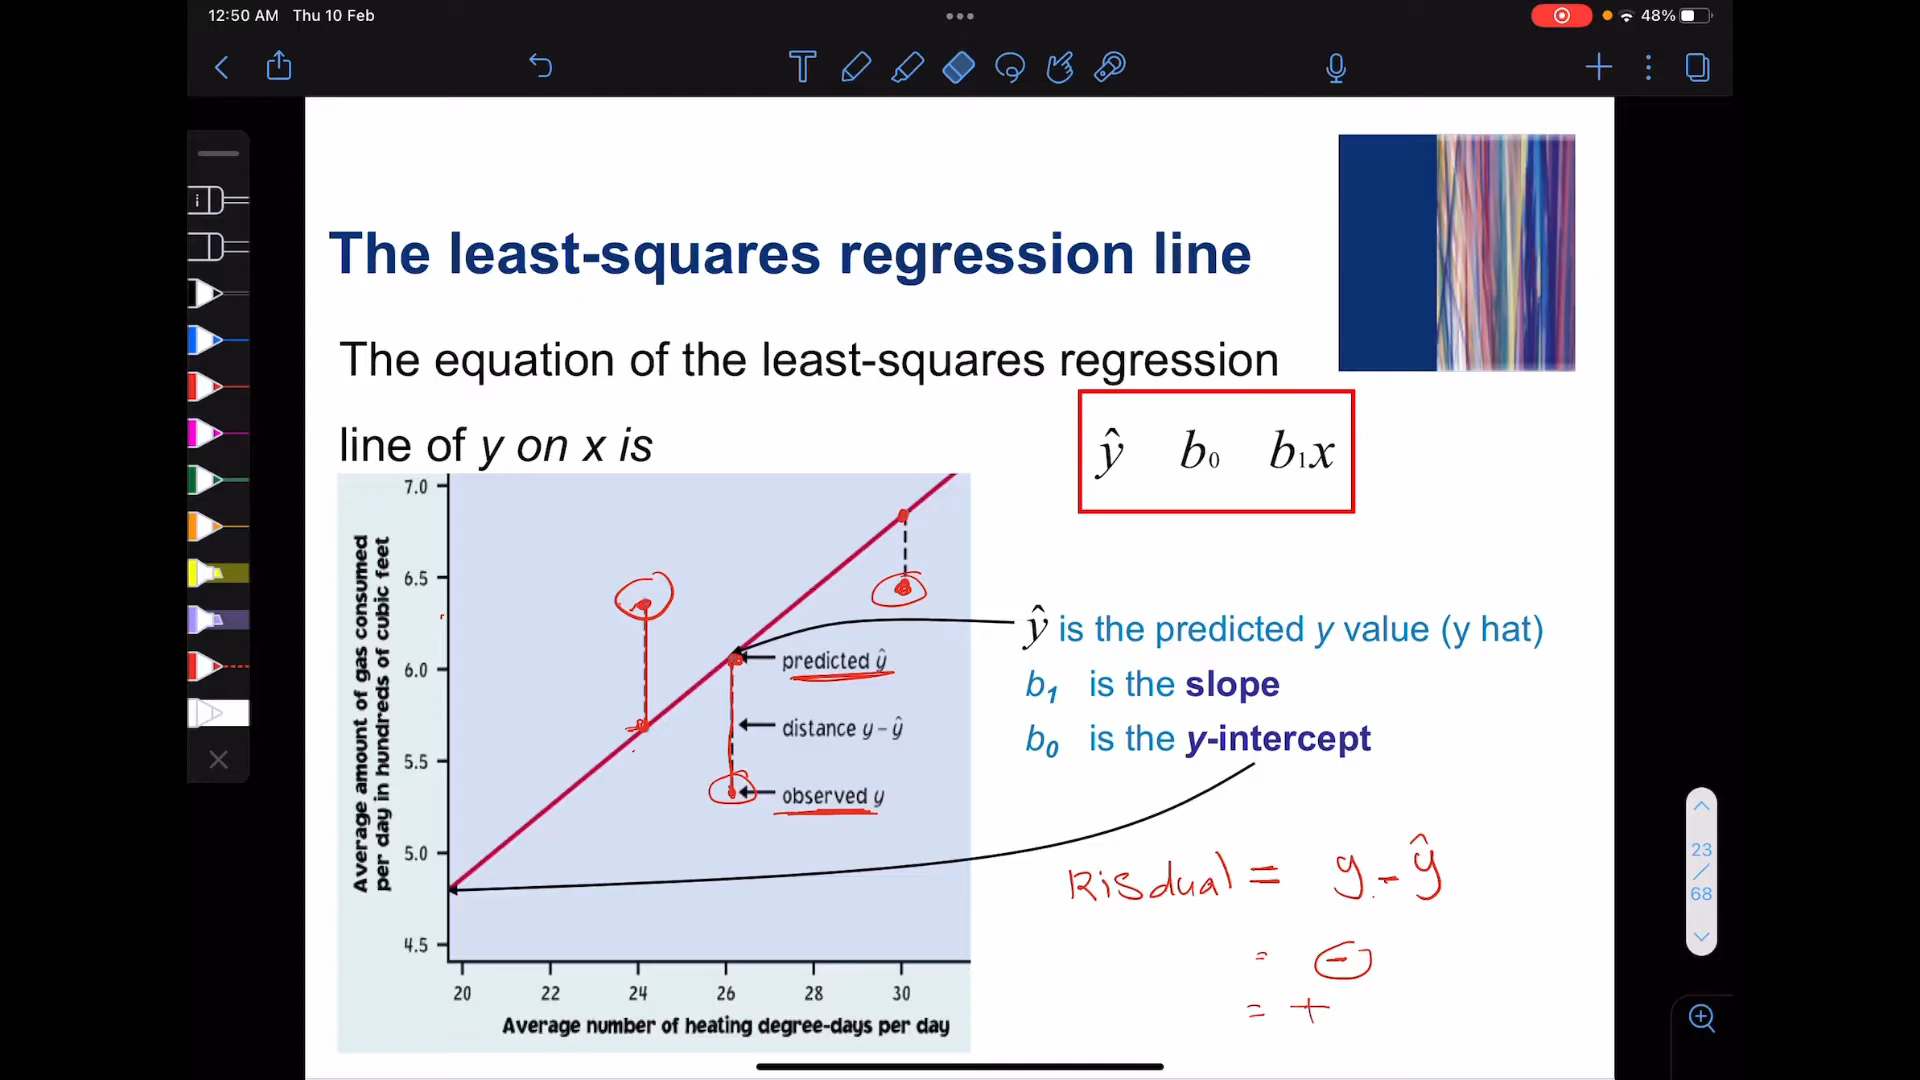 12:50 AM Thu 10 Feb
48%
The least-squares regression line
The equation of the least-squares regression
line of y on x is
ŷ b0 b1x
7.0
6.5
6.0
5.5
5.0
4.5
Average amount of gas consumed
per day in hundreds of cubic feet
predicted ŷ
distance y – ŷ
observed y
20 22 24 26 28 30
Average number of heating degree-days per day
ŷ is the predicted y value (y hat)
b1 is the slope
b0 is the y-intercept
Risdual = y - ŷ
= -
= +
23
/
68